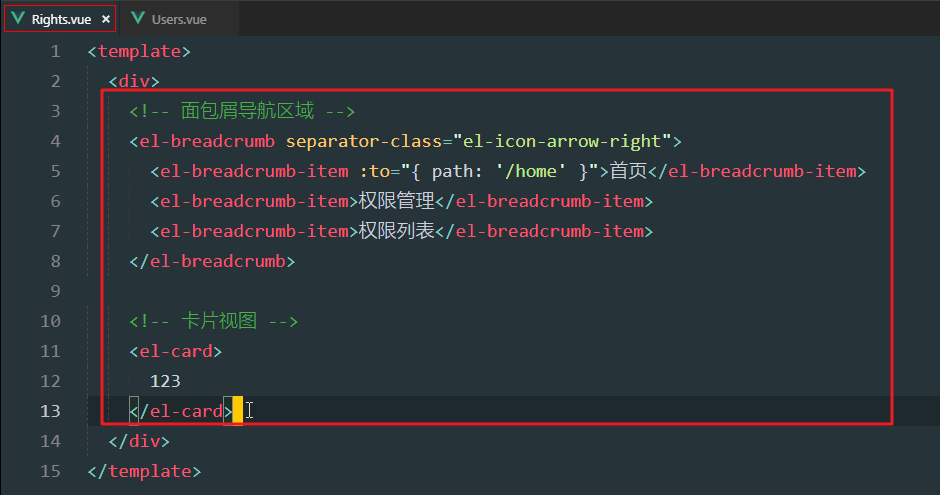 Rights.vue × Users.vue
1 <template>
2 <div>
3 <!-- 面包屑导航区域 -->
4 <el-breadcrumb separator-class="el-icon-arrow-right">
5 <el-breadcrumb-item :to="{ path: '/home' }">首页</el-breadcrumb-item>
6 <el-breadcrumb-item>权限管理</el-breadcrumb-item>
7 <el-breadcrumb-item>权限列表</el-breadcrumb-item>
8 </el-breadcrumb>
9
10 <!-- 卡片视图 -->
11 <el-card>
12 123
13 </el-card>
14 </div>
15 </template>